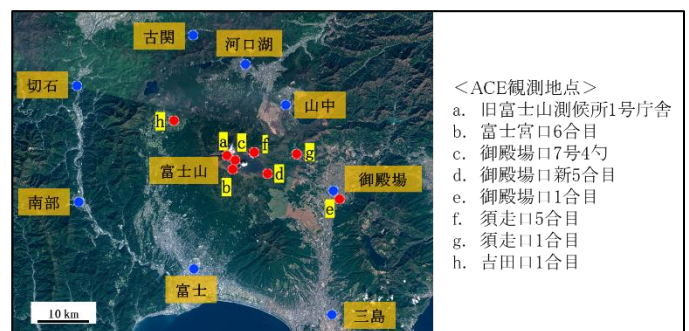 古関
河口湖
切石
山中
h
a
c
f
g
富士山
b
d
御殿場
e
南部
富士
三島
10 km
<ACE観測地点>
a. 旧富士山測候所1号庁舎
b. 富士宮口6合目
c. 御殿場口7号4勺
d. 御殿場口新5合目
e. 御殿場口1合目
f. 須走口5合目
g. 須走口1合目
h. 吉田口1合目